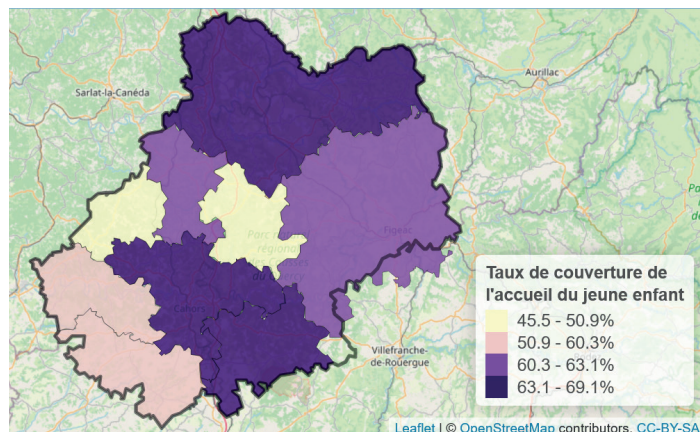 Aurillac
Sarlat-la-Canéda
Figeac
Cahors
Villefranche-
de-Rouergue
Taux de couverture de
l'accueil du jeune enfant
45.5 - 50.9%
50.9 - 60.3%
60.3 - 63.1%
63.1 - 69.1%
Leaflet | © OpenStreetMap contributors, CC-BY-SA